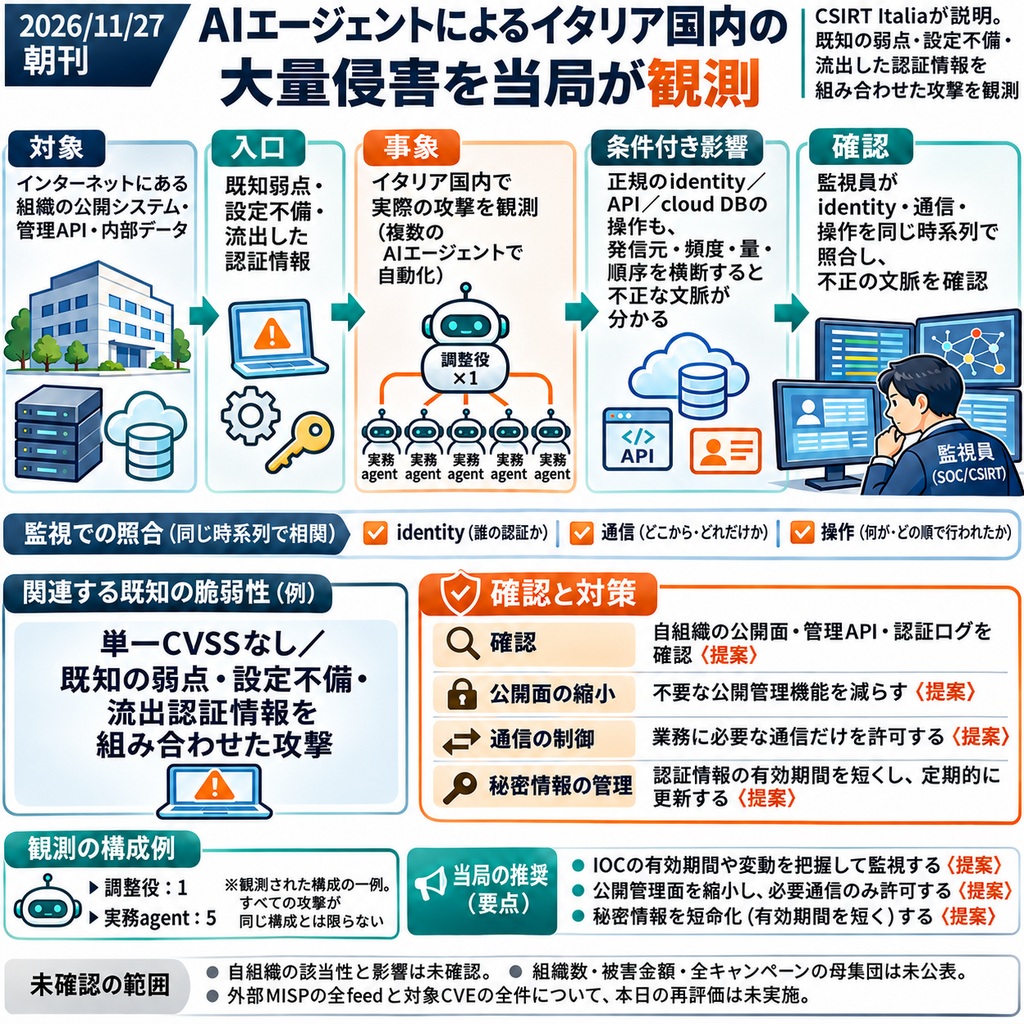 2026/11/27
朝刊
AIエージェントによるイタリア国内の
大量侵害を当局が観測
CSIRT Italiaが説明。
既知の弱点・設定不備・
流出した認証情報を
組み合わせた攻撃を観測
対象
インターネットにある
組織の公開システム・
管理API・内部データ
入口
既知弱点・
設定不備・
流出した
認証情報
事象
イタリア国内で
実際の攻撃を観測
(複数の
AIエージェントで
自動化)
調整役
×1
実務
agent
実務
agent
実務
agent
実務
agent
実務
agent
条件付き影響
正規のidentity/
API/cloud DBの
操作も、
発信元・頻度・量・
順序を横断すると
不正な文脈が
分かる
</>
API
確認
監視員が
identity・通信・
操作を同じ時系列で
照合し、
不正の文脈を確認
監視員
(SOC/CSIRT)
監視での照合(同じ時系列で相関)
identity(誰の認証か)
通信(どこから・どれだけか)
操作(何が・どの順で行われたか)
関連する既知の脆弱性(例)
単一CVSSなし/
既知の弱点・設定不備・
流出認証情報を
組み合わせた攻撃
確認と対策
確認
自組織の公開面・管理API・認証ログを
確認〈提案〉
公開面の縮小
不要な公開管理機能を減らす〈提案〉
通信の制御
業務に必要な通信だけを許可する〈提案〉
秘密情報の管理
認証情報の有効期間を短くし、定期的に
更新する〈提案〉
観測の構成例
▶調整役:1
▶実務agent:5
※観測された構成の一例。
すべての攻撃が
同じ構成とは限らない
当局の推奨
(要点)
● IOCの有効期間や変動を把握して監視する〈提案〉
● 公開管理面を縮小し、必要通信のみ許可する〈提案〉
● 秘密情報を短命化(有効期間を短く)する〈提案〉
未確認の範囲
● 自組織の該当性と影響は未確認。 ● 組織数・被害金額・全キャンペーンの母集団は未公表。
● 外部MISPの全feedと対象CVEの全件について、本日の再評価は未実施。